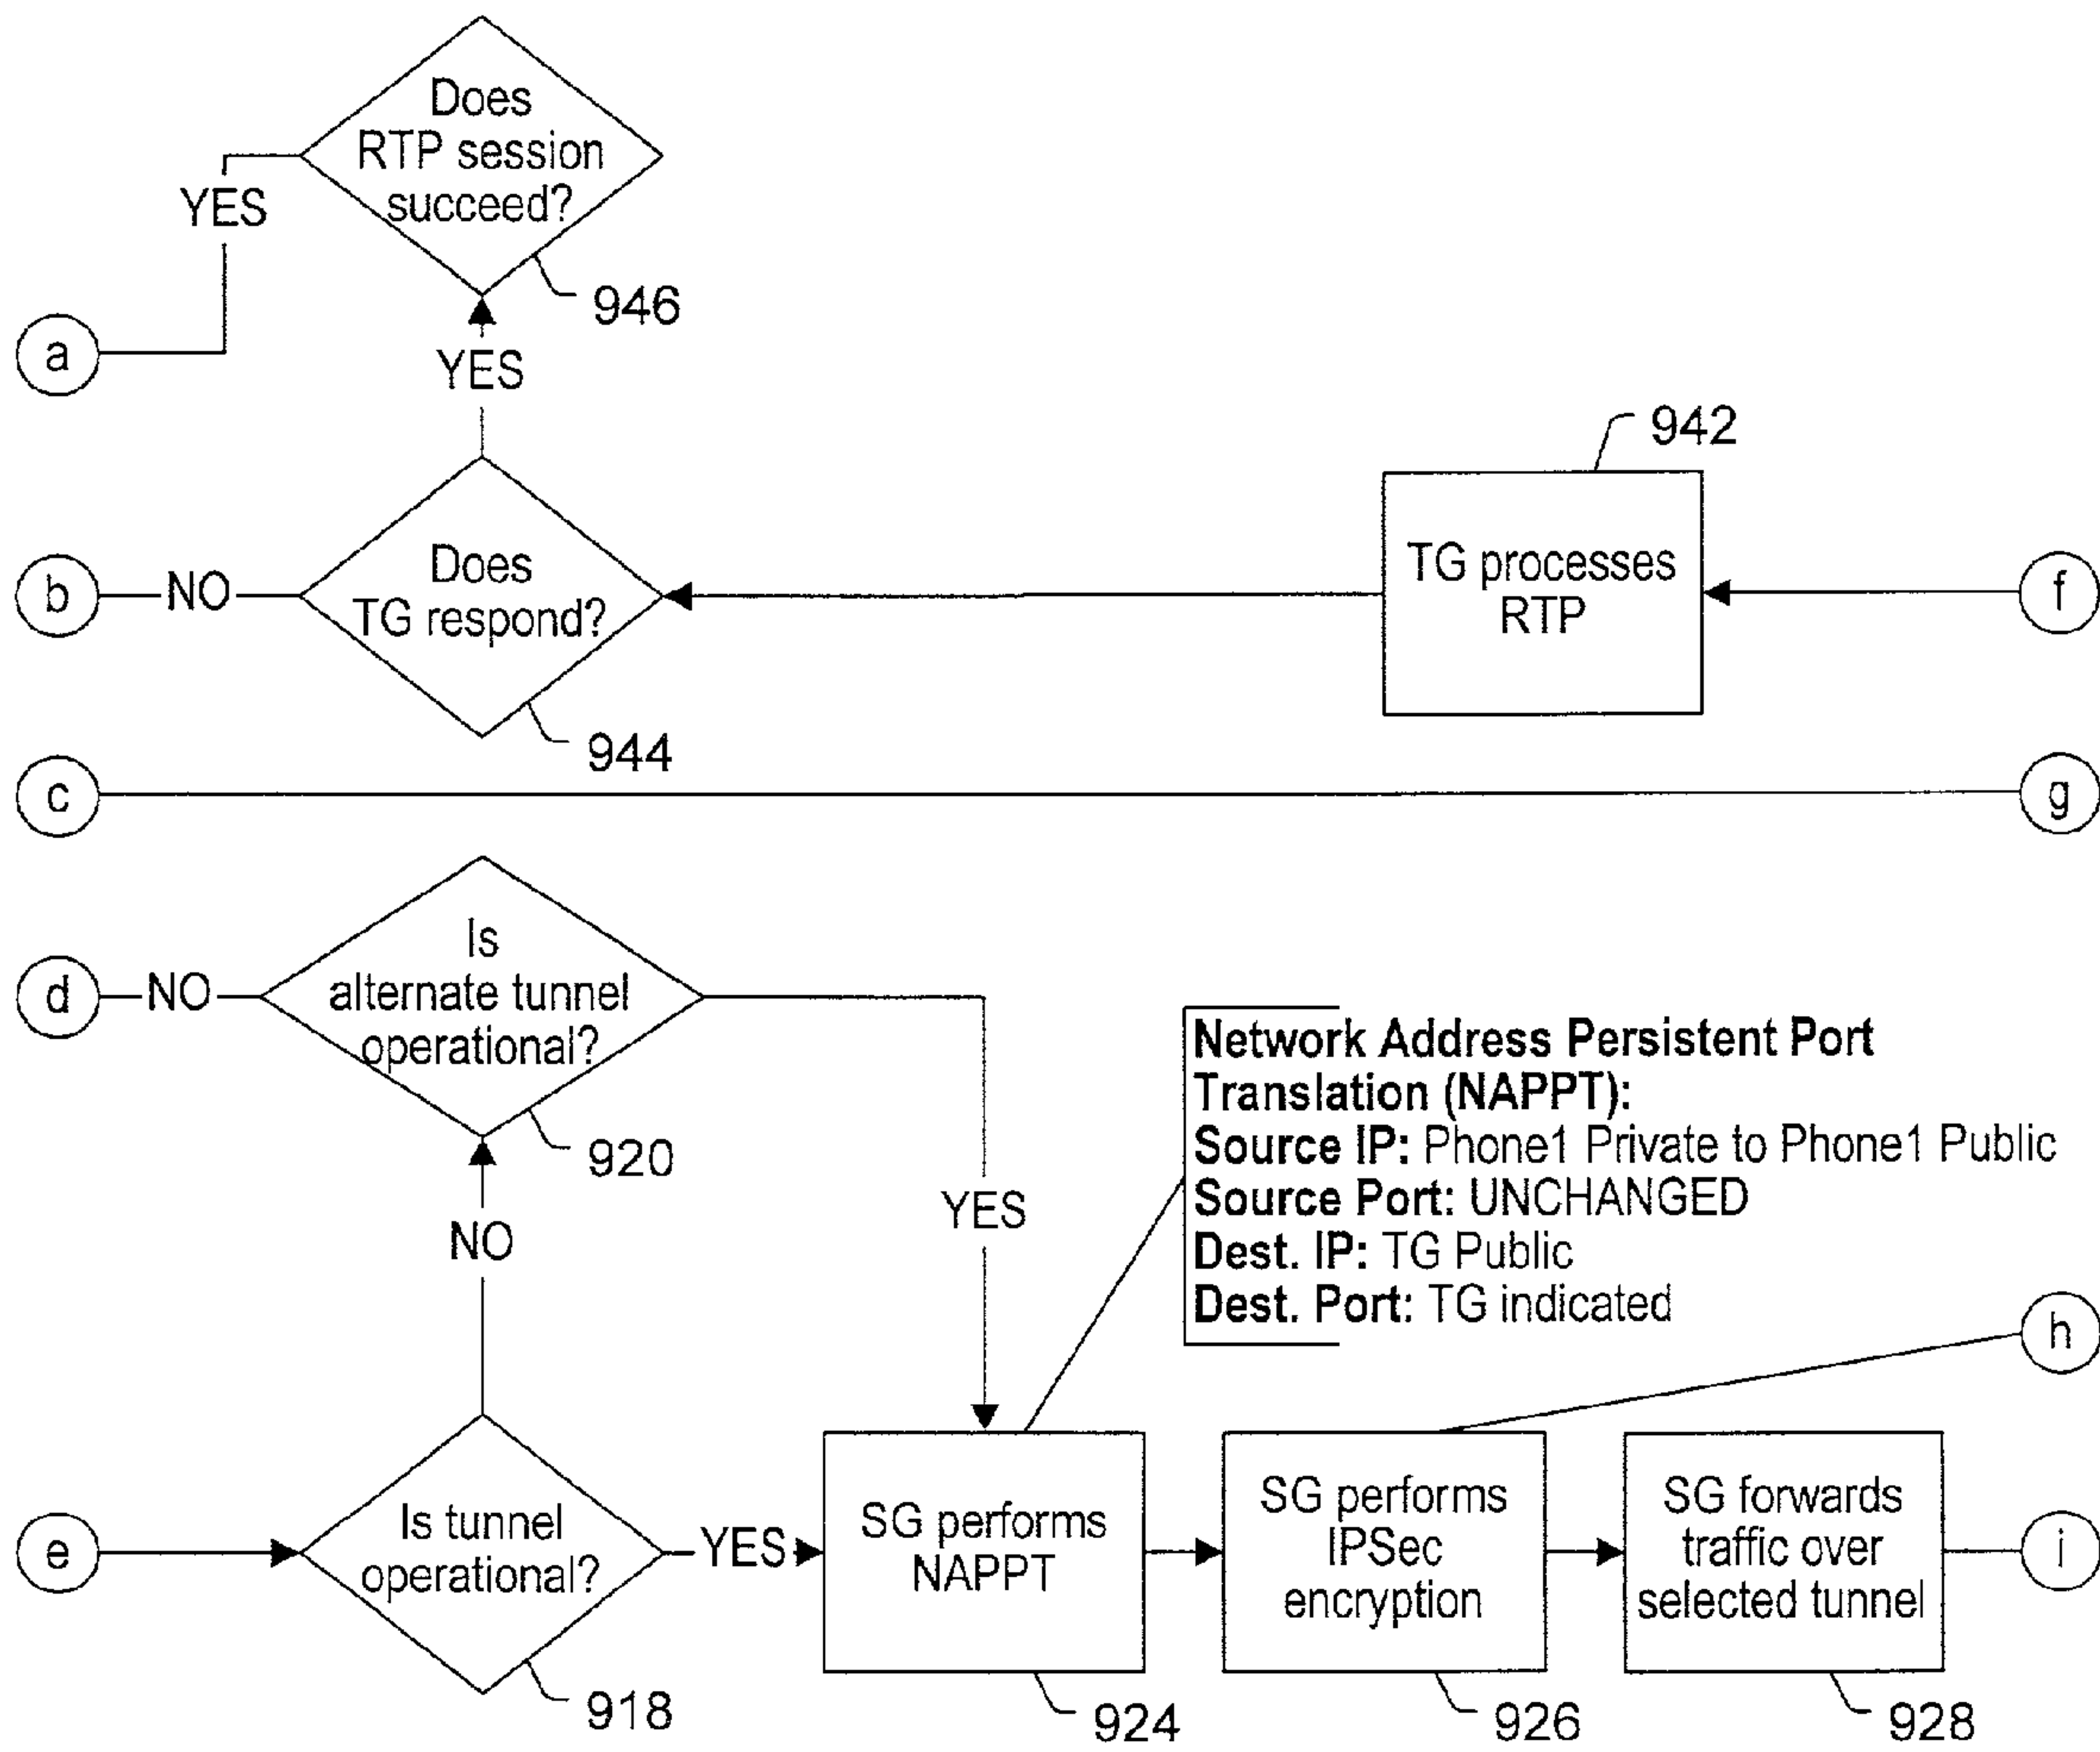 Does
RTP session
succeed?
YES
946
a
YES
942
b
NO
Does
TG respond?
TG processes
RTP
f
944
c
g
Is
alternate tunnel
operational?
d
NO
920
YES
Network Address Persistent Port
Translation (NAPPT):
Source IP: Phone1 Private to Phone1 Public
Source Port: UNCHANGED
Dest. IP: TG Public
Dest. Port: TG indicated
NO
h
e
Is tunnel
operational?
YES
SG performs
NAPPT
SG performs
IPSec
encryption
SG forwards
traffic over
selected tunnel
i
918
924
926
928